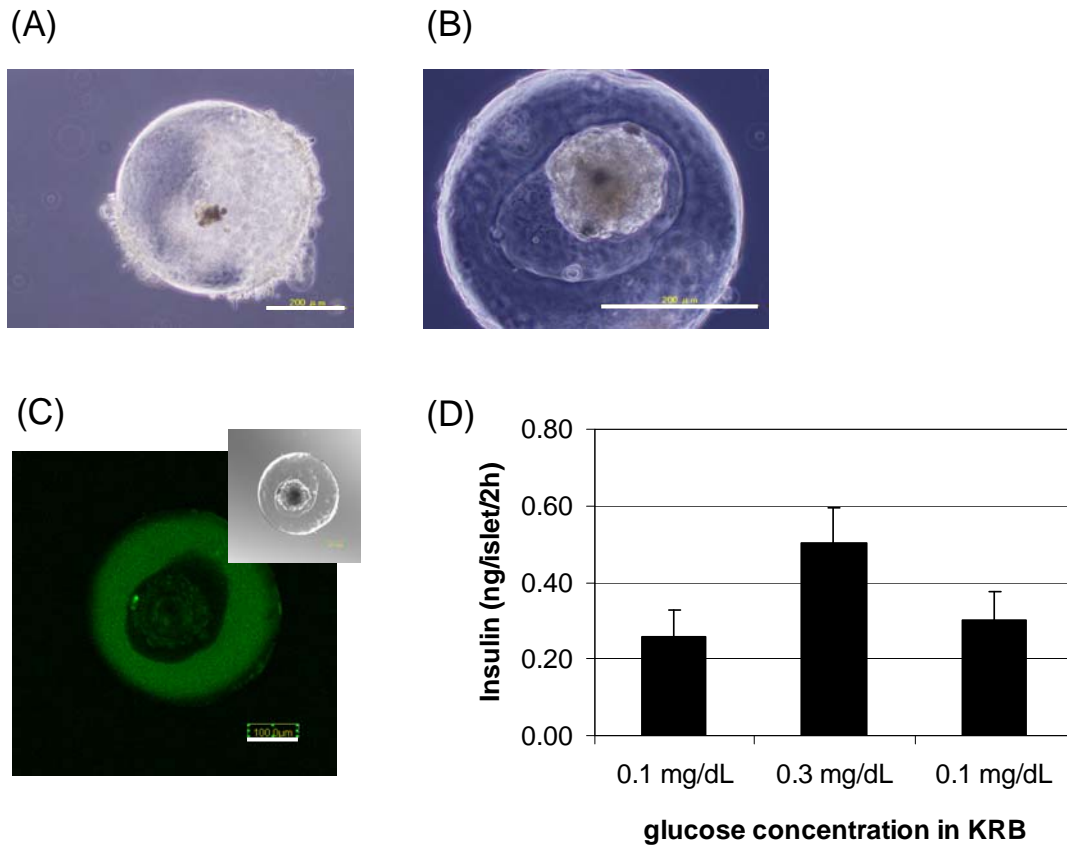 (A)
(B)
200 μm
200 μm
(C)
100.0μm
(D)
Insulin (ng/islet/2h)
0.80
0.60
0.40
0.20
0.00
0.1 mg/dL 0.3 mg/dL 0.1 mg/dL
glucose concentration in KRB